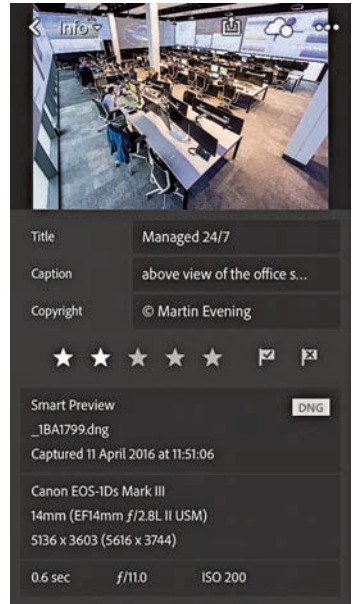 Info
Title Managed 24/7
Caption above view of the office s...
Copyright © Martin Evening
Smart Preview DNG
_1BA1799.dng
Captured 11 April 2016 at 11:51:06
Canon EOS-1Ds Mark III
14mm (EF14mm ƒ/2.8L II USM)
5136 x 3603 (5616 x 3744)
0.6 sec ƒ/11.0 ISO 200